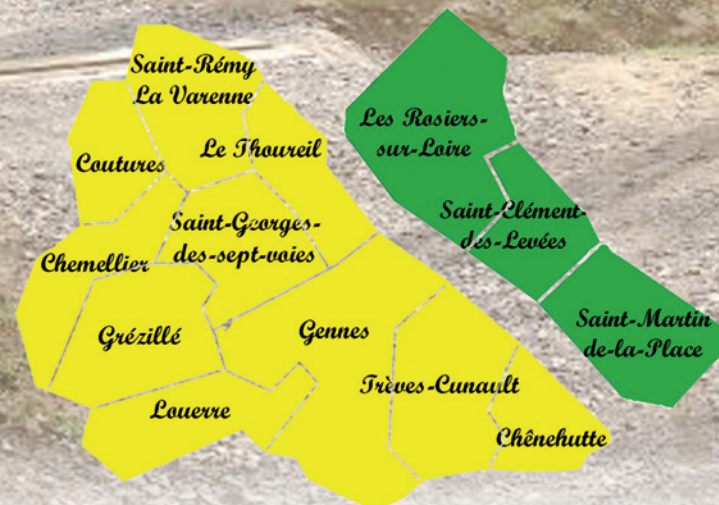 Saint-Rémy
La Varenne
Les Rosiers-
sur-Loire
Coutures
Le Thoureil
Saint-Georges-
des-sept-voies
Saint-Clément-
des-Levées
Chemellier
Grézillé
Gennes
Saint-Martin
de-la-Place
Louerre
Trèves-Cunault
Chênehutte